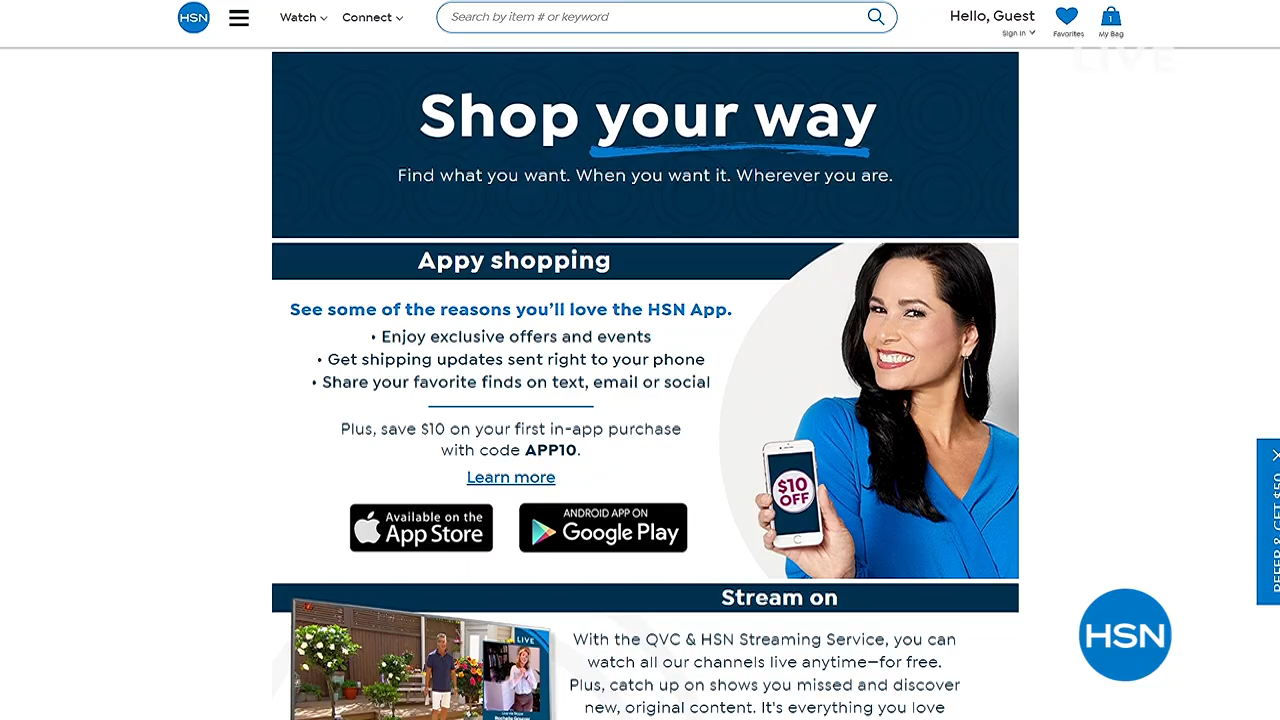 HSN
Watch
Connect
Search by item # or keyword
Hello, Guest
Sign in
Favorites
1
My Bag
LIVE
Shop your way
Find what you want. When you want it. Wherever you are.
Appy shopping
See some of the reasons you'll love the HSN App.
• Enjoy exclusive offers and events
• Get shipping updates sent right to your phone
• Share your favorite finds on text, email or social
Plus, save $10 on your first in-app purchase
with code APP10.
Learn more
Available on the
App Store
ANDROID APP ON
Google Play
$10
OFF
REFER & GET $50
Stream on
LIVE
With the QVC & HSN Streaming Service, you can
watch all our channels live anytime—for free.
Plus, catch up on shows you missed and discover
new, original content. It's everything you love
HSN